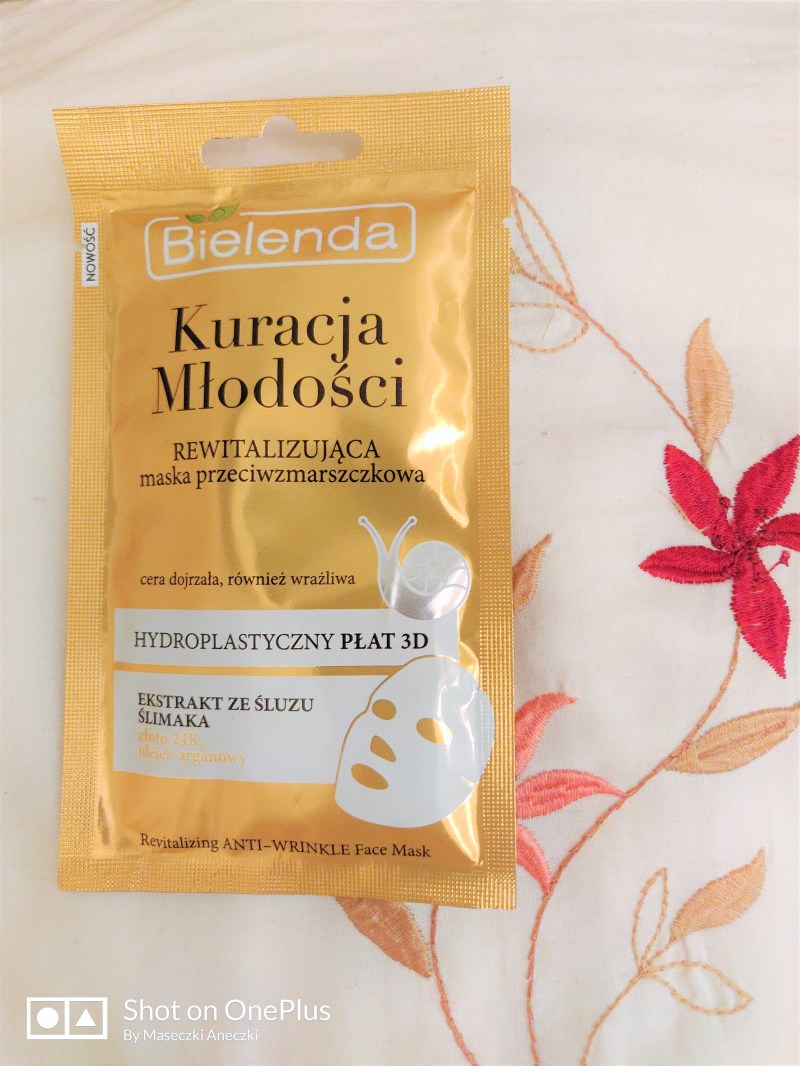 NOWOŚĆ
Bielenda
Kuracja
Młodości
REWITALIZUJĄCA
maska przeciwzmarszczkowa
cera dojrzała, również wrażliwa
HYDROPLASTYCZNY PŁAT 3D
EKSTRAKT ZE ŚLUZU
ŚLIMAKA
złoto 24K,
olejek arganowy
Revitalizing ANTI-WRINKLE Face Mask
Shot on OnePlus
By Maseczki Aneczki